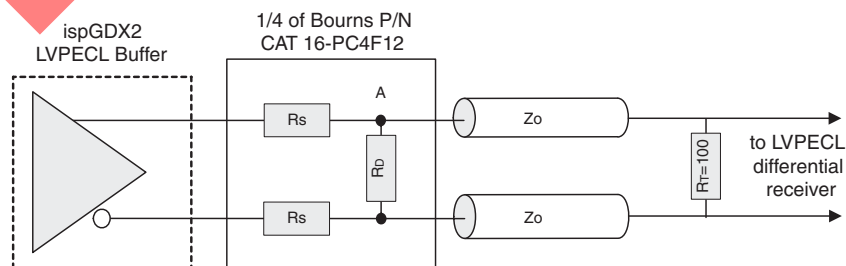 ispGDX2
LVPECL Buffer
1/4 of Bourns P/N
CAT 16-PC4F12
A
Rs
Zo
RD
RT=100
to LVPECL
differential
receiver
Rs
Zo